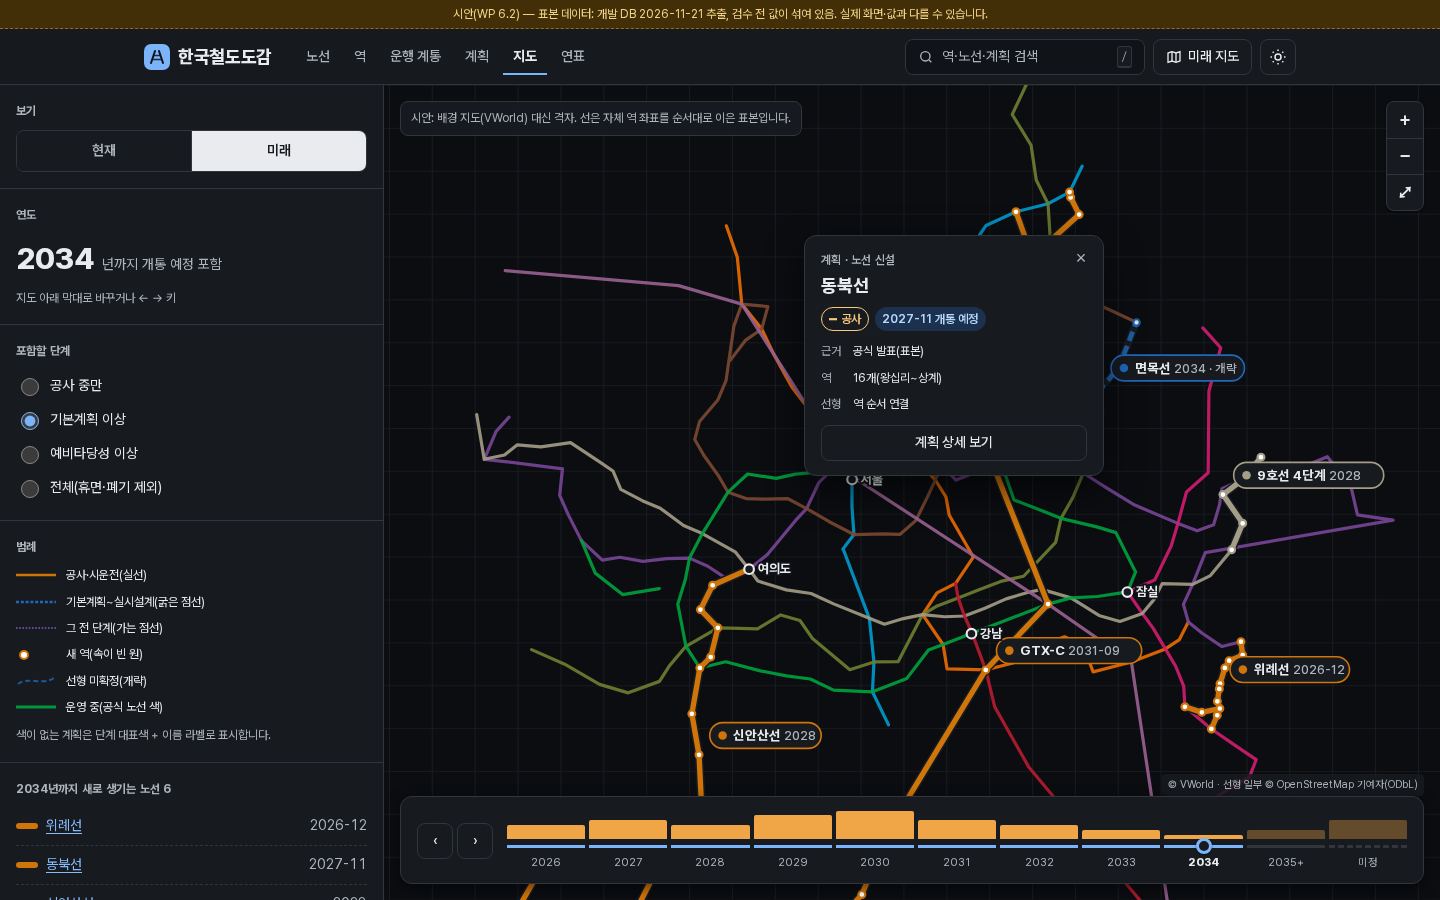 시안(WP 6.2) — 표본 데이터: 개발 DB 2026-11-21 추출, 검수 전 값이 섞여 있음. 실제 화면·값과 다를 수 있습니다.
한국철도도감
노선
역
운행 계통
계획
지도
연표
역·노선·계획 검색
/
미래 지도
보기
현재
미래
연도
2034 년까지 개통 예정 포함
지도 아래 막대로 바꾸거나 ← → 키
포함할 단계
공사 중만
기본계획 이상
예비타당성 이상
전체(휴면·폐기 제외)
범례
공사·시운전(실선)
기본계획~실시설계(굵은 점선)
그 전 단계(가는 점선)
새 역(속이 빈 원)
선형 미확정(개략)
운영 중(공식 노선 색)
색이 없는 계획은 단계 대표색 + 이름 라벨로 표시합니다.
2034년까지 새로 생기는 노선 6
위례선 2026-12
동북선 2027-11
시안: 배경 지도(VWorld) 대신 격자. 선은 자체 역 좌표를 순서대로 이은 표본입니다.
+
−
계획 · 노선 신설
×
동북선
공사
2027-11 개통 예정
근거 공식 발표(표본)
역 16개(왕십리~상계)
선형 역 순서 연결
계획 상세 보기
면목선 2034 · 개략
9호선 4단계 2028
서울
여의도
잠실
강남
GTX-C 2031-09
위례선 2026-12
신안산선 2028
© VWorld · 선형 일부 © OpenStreetMap 기여자(ODbL)
‹ ›
2026 2027 2028 2029 2030 2031 2032 2033 2034 2035+ 미정